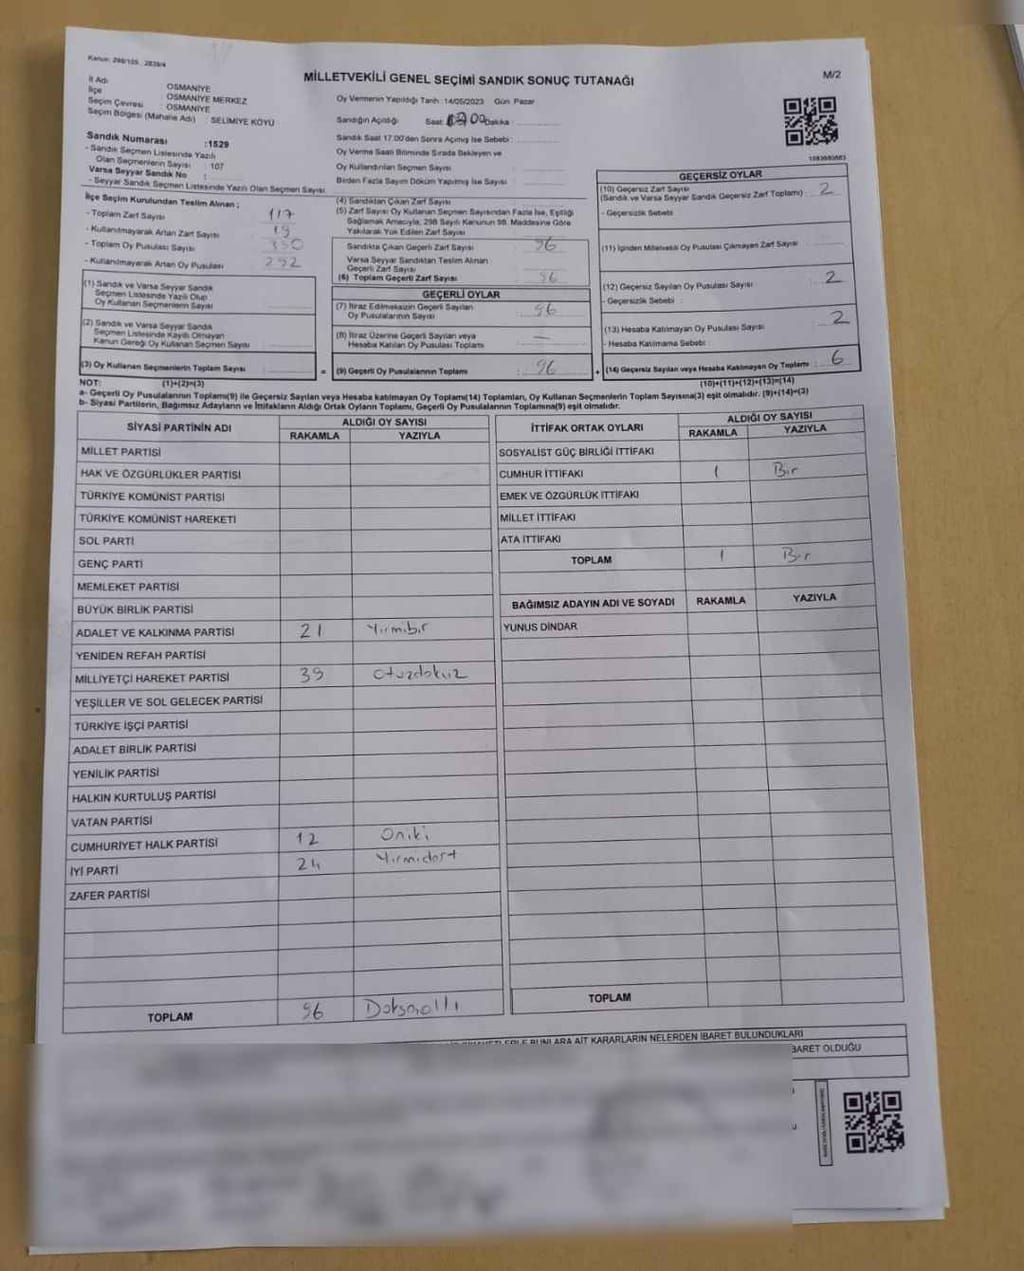 Kanun: 298/105, 2839/4
MİLLETVEKİLİ GENEL SEÇİMİ SANDIK SONUÇ TUTANAĞI
M/2
İl Adı OSMANİYE
İlçe : OSMANİYE MERKEZ
Seçim Çevresi : OSMANİYE
Seçim Bölgesi (Mahalle Adı) : SELİMİYE KÖYÜ
Sandık Numarası :1529
- Sandık Seçmen Listesinde Yazılı
Olan Seçmenlerin Sayısı : 107
Varsa Seyyar Sandık No :
- Seyyar Sandık Seçmen Listesinde Yazılı Olan Seçmen Sayısı
Oy Vermenin Yapıldığı Tarih :14/05/2023 Gün :Pazar
Sandığın Açıldığı Saat: Dakika :
Sandık Saat 17.00'den Sonra Açılmış İse Sebebi :
Oy Verme Saati Bitiminde Sırada Bekleyen ve
Oy Kullandırılan Seçmen Sayısı
Birden Fazla Sayım Döküm Yapılmış İse Sayısı
1083680883
İlçe Seçim Kurulundan Teslim Alınan ;
- Toplam Zarf Sayısı : 117
- Kullanılmayarak Artan Zarf Sayısı : 19
- Toplam Oy Pusulası Sayısı : 390
- Kullanılmayarak Artan Oy Pusulası : 292
(1) Sandık ve Varsa Seyyar Sandık
Seçmen Listesinde Yazılı Olup
Oy Kullanan Seçmenlerin Sayısı
(2) Sandık ve Varsa Seyyar Sandık
Seçmen Listesinde Kayıtlı Olmayan
Kanun Gereği Oy Kullanan Seçmen Sayısı
(3) Oy Kullanan Seçmenlerin Toplam Sayısı =
(4) Sandıktan Çıkan Zarf Sayısı
(5) Zarf Sayısı Oy Kullanan Seçmen Sayısından Fazla İse, Eşitliği
Sağlamak Amacıyla, 298 Sayılı Kanunun 98. Maddesine Göre
Yakılarak Yok Edilen Zarf Sayısı
Sandıkta Çıkan Geçerli Zarf Sayısı 96
Varsa Seyyar Sandıktan Teslim Alınan
Geçerli Zarf Sayısı
(6) Toplam Geçerli Zarf Sayısı 96
GEÇERLİ OYLAR
(7) İtiraz Edilmeksizin Geçerli Sayılan
Oy Pusulalarının Sayısı : 96
(8) İtiraz Üzerine Geçerli Sayılan veya
Hesaba Katılan Oy Pusulası Toplamı : —
(9) Geçerli Oy Pusulalarının Toplamı : 96 +
GEÇERSİZ OYLAR
(10) Geçersiz Zarf Sayısı
(Sandık ve Varsa Seyyar Sandık Geçersiz Zarf Toplamı) : 2
- Geçersizlik Sebebi
(11) İçinden Milletvekili Oy Pusulası Çıkmayan Zarf Sayısı
(12) Geçersiz Sayılan Oy Pusulası Sayısı : 2
- Geçersizlik Sebebi :
(13) Hesaba Katılmayan Oy Pusulası Sayısı : 2
- Hesaba Katılmama Sebebi :
(14) Geçersiz Sayılan veya Hesaba Katılmayan Oy Toplamı : 6
NOT: (1)+(2)=(3) (10)+(11)+(12)+(13)=(14)
a- Geçerli Oy Pusulalarının Toplamı(9) ile Geçersiz Sayılan veya Hesaba katılmayan Oy Toplamı(14) Toplamları, Oy Kullanan Seçmenlerin Toplam Sayısına(3) eşit olmalıdır. (9)+(14)=(3)
b- Siyasi Partilerin, Bağımsız Adayların ve İttifakların Aldığı Ortak Oyların Toplamı, Geçerli Oy Pusulalarının Toplamına(9) eşit olmalıdır.
SİYASİ PARTİNİN ADI ALDIĞI OY SAYISI
RAKAMLA YAZIYLA
MİLLET PARTİSİ
HAK VE ÖZGÜRLÜKLER PARTİSİ
TÜRKİYE KOMÜNİST PARTİSİ
TÜRKİYE KOMÜNİST HAREKETİ
SOL PARTİ
GENÇ PARTİ
MEMLEKET PARTİSİ
BÜYÜK BİRLİK PARTİSİ
ADALET VE KALKINMA PARTİSİ 21 Yirmibir
YENİDEN REFAH PARTİSİ
MİLLİYETÇİ HAREKET PARTİSİ 39 Otuzdokuz
YEŞİLLER VE SOL GELECEK PARTİSİ
TÜRKİYE İŞÇİ PARTİSİ
ADALET BİRLİK PARTİSİ
YENİLİK PARTİSİ
HALKIN KURTULUŞ PARTİSİ
VATAN PARTİSİ
CUMHURİYET HALK PARTİSİ 12 Oniki
İYİ PARTİ 24 Yirmidört
ZAFER PARTİSİ
TOPLAM 96 Doksanaltı
İTTİFAK ORTAK OYLARI ALDIĞI OY SAYISI
RAKAMLA YAZIYLA
SOSYALİST GÜÇ BİRLİĞİ İTTİFAKI
CUMHUR İTTİFAKI 1 Bir
EMEK VE ÖZGÜRLÜK İTTİFAKI
MİLLET İTTİFAKI
ATA İTTİFAKI
TOPLAM 1 Bir
BAĞIMSIZ ADAYIN ADI VE SOYADI RAKAMLA YAZIYLA
YUNUS DİNDAR
TOPLAM
BUNLARA AİT KARARLARIN NELERDEN İBARET BULUNDUKLARI
İBARET OLDUĞU